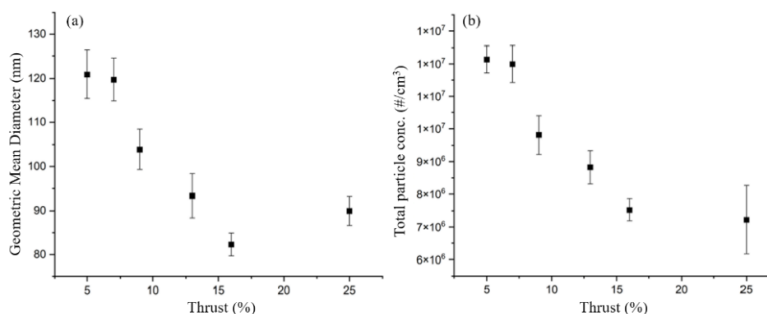 (a)
130
120
110
100
90
80
5 10 15 20 25
Thrust (%)
Geometric Mean Diameter (nm)
(b)
1×10⁷
1×10⁷
1×10⁷
1×10⁷
9×10⁶
8×10⁶
7×10⁶
6×10⁶
5 10 15 20 25
Thrust (%)
Total particle conc. (#/cm³)